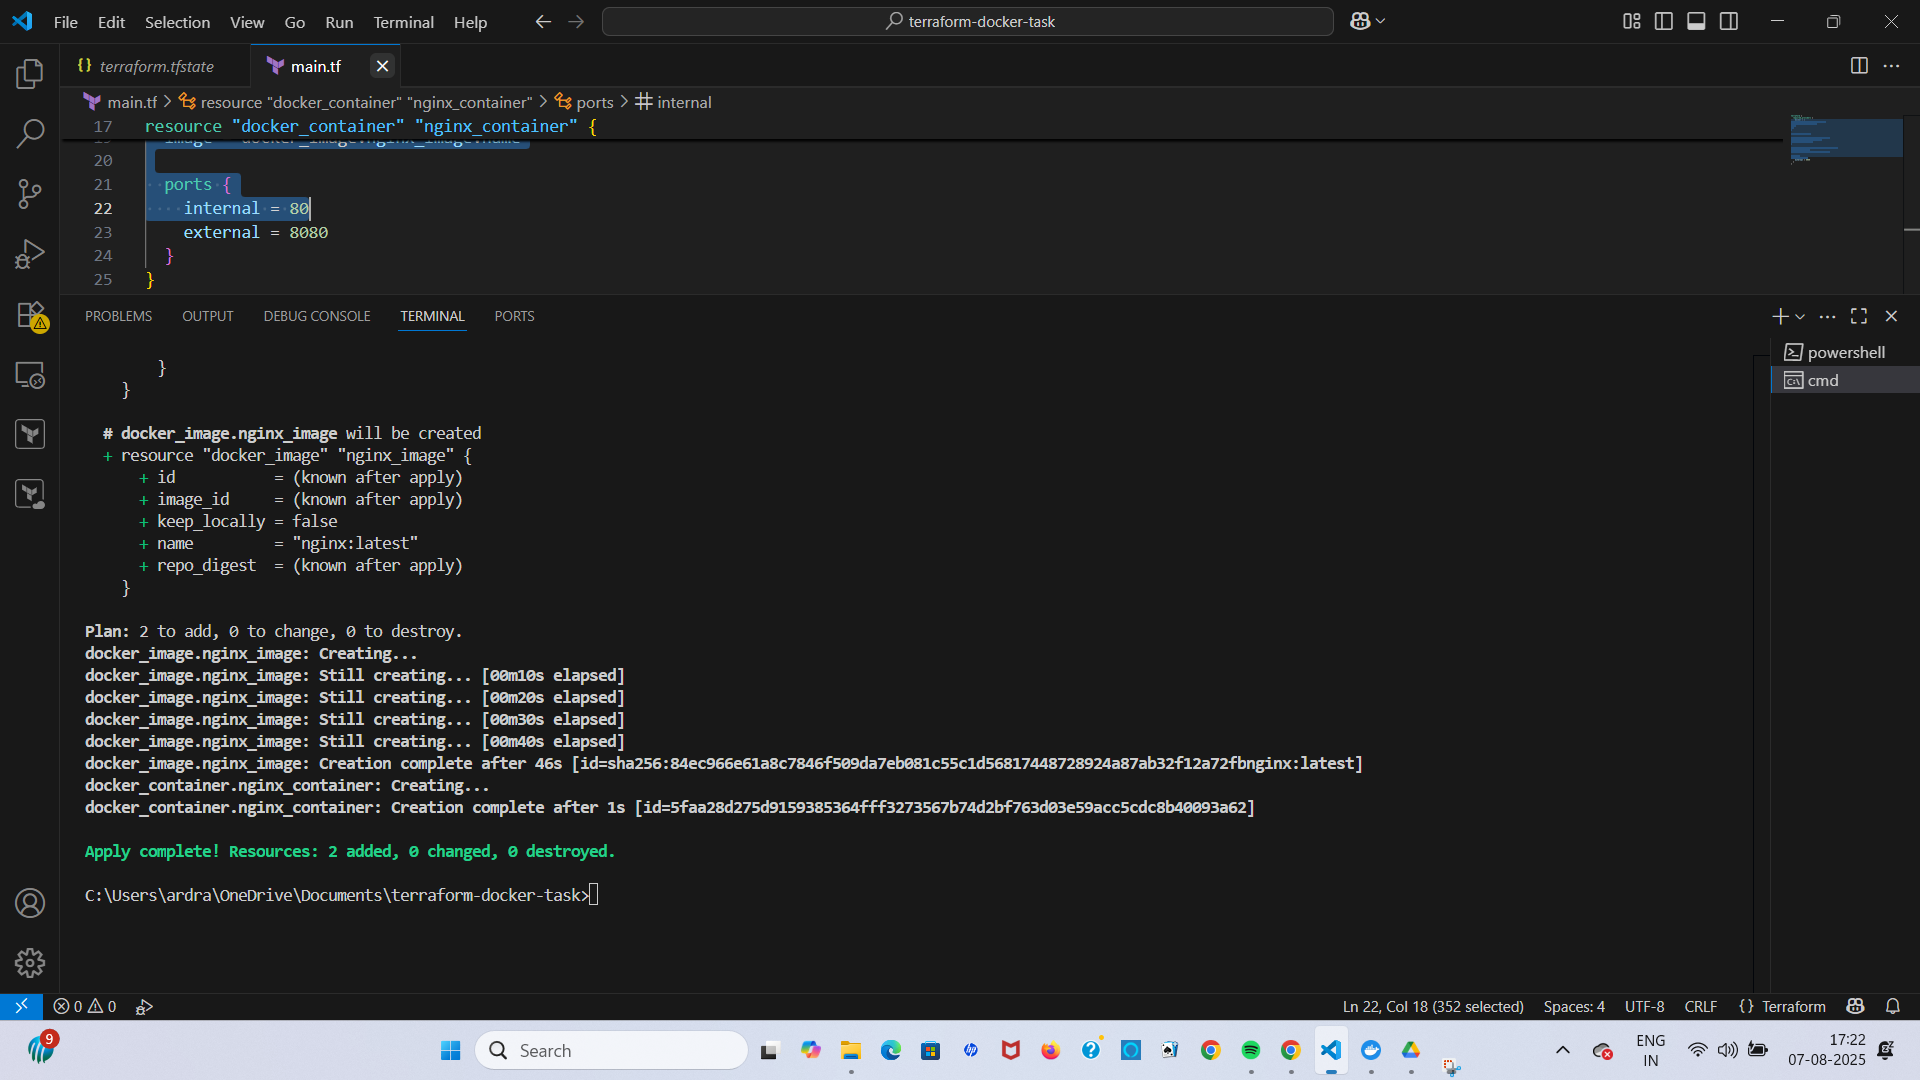 File Edit Selection View Go Run Terminal Help
terraform-docker-task
{} terraform.tfstate
main.tf
main.tf > resource "docker_container" "nginx_container" > ports > internal
17 resource "docker_container" "nginx_container" {
image = docker_image.nginx_image.name
20
21 ports {
22 internal = 80
23 external = 8080
24 }
25 }
PROBLEMS OUTPUT DEBUG CONSOLE TERMINAL PORTS
powershell
cmd
}
}
# docker_image.nginx_image will be created
+ resource "docker_image" "nginx_image" {
+ id = (known after apply)
+ image_id = (known after apply)
+ keep_locally = false
+ name = "nginx:latest"
+ repo_digest = (known after apply)
}
Plan: 2 to add, 0 to change, 0 to destroy.
docker_image.nginx_image: Creating...
docker_image.nginx_image: Still creating... [00m10s elapsed]
docker_image.nginx_image: Still creating... [00m20s elapsed]
docker_image.nginx_image: Still creating... [00m30s elapsed]
docker_image.nginx_image: Still creating... [00m40s elapsed]
docker_image.nginx_image: Creation complete after 46s [id=sha256:84ec966e61a8c7846f509da7eb081c55c1d56817448728924a87ab32f12a72fbnginx:latest]
docker_container.nginx_container: Creating...
docker_container.nginx_container: Creation complete after 1s [id=5faa28d275d9159385364fff3273567b74d2bf763d03e59acc5cdc8b40093a62]
Apply complete! Resources: 2 added, 0 changed, 0 destroyed.
C:\Users\ardra\OneDrive\Documents\terraform-docker-task>
0 0
Ln 22, Col 18 (352 selected) Spaces: 4 UTF-8 CRLF {} Terraform
9
Search
ENG
IN
17:22
07-08-2025